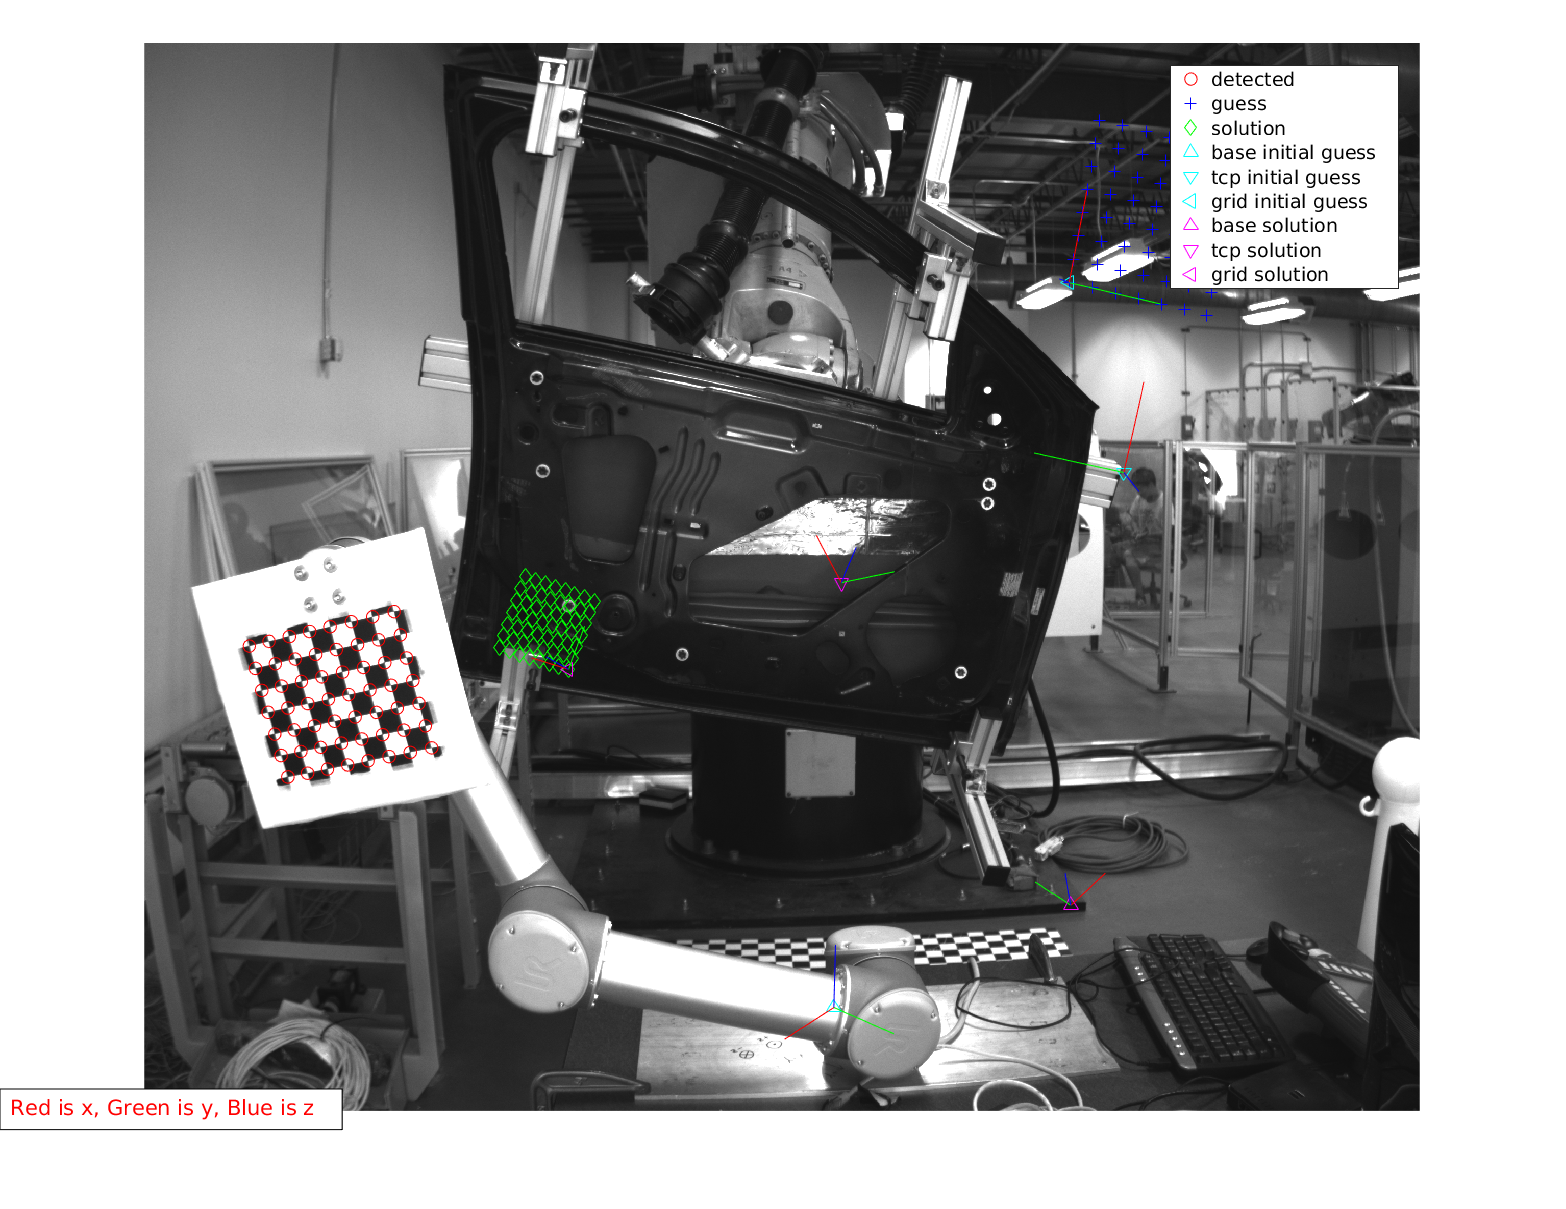 detected
guess
solution
base initial guess
tcp initial guess
grid initial guess
base solution
tcp solution
grid solution
Red is x, Green is y, Blue is z